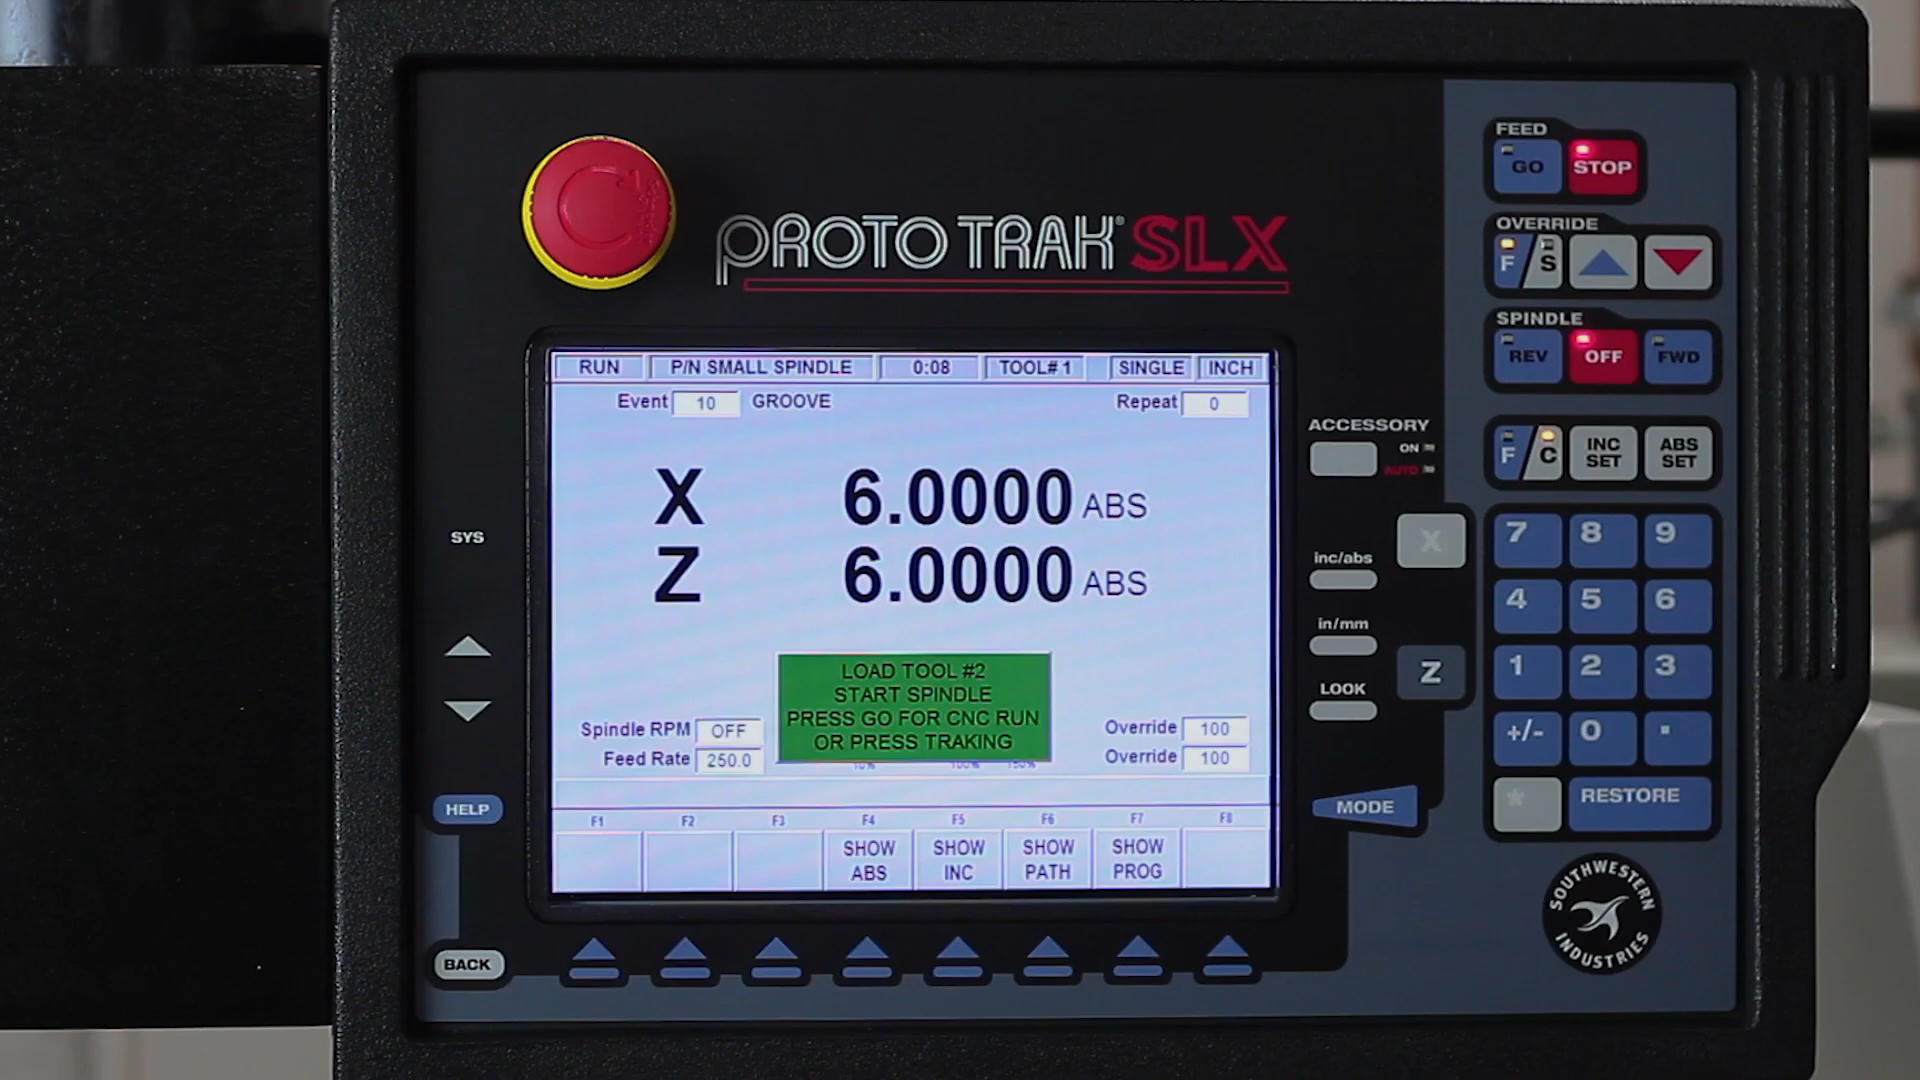 PROTO TRAK® SLX
RUN
P/N SMALL SPINDLE
0:08
TOOL# 1
SINGLE
INCH
Event 10 GROOVE
Repeat 0
X 6.0000 ABS
Z 6.0000 ABS
LOAD TOOL #2
START SPINDLE
PRESS GO FOR CNC RUN
OR PRESS TRAKING
Spindle RPM OFF
Override 100
Feed Rate 250.0
10% 100% 150%
Override 100
F1 F2 F3 F4 F5 F6 F7 F8
SHOW ABS
SHOW INC
SHOW PATH
SHOW PROG
SYS
HELP
BACK
FEED
GO STOP
OVERRIDE
F/S
SPINDLE
REV OFF FWD
F/C
INC SET
ABS SET
ACCESSORY
ON
AUTO
inc/abs
in/mm
LOOK
X
Z
MODE
7 8 9
4 5 6
1 2 3
+/- 0 .
* RESTORE
SOUTHWESTERN
INDUSTRIES